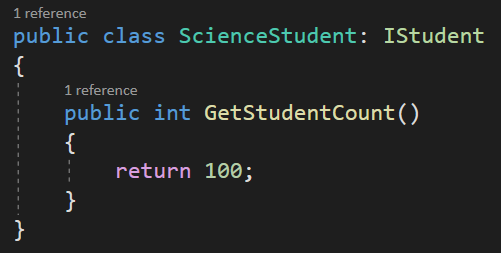 1 reference
public class ScienceStudent: IStudent
{
1 reference
public int GetStudentCount()
{
return 100;
}
}